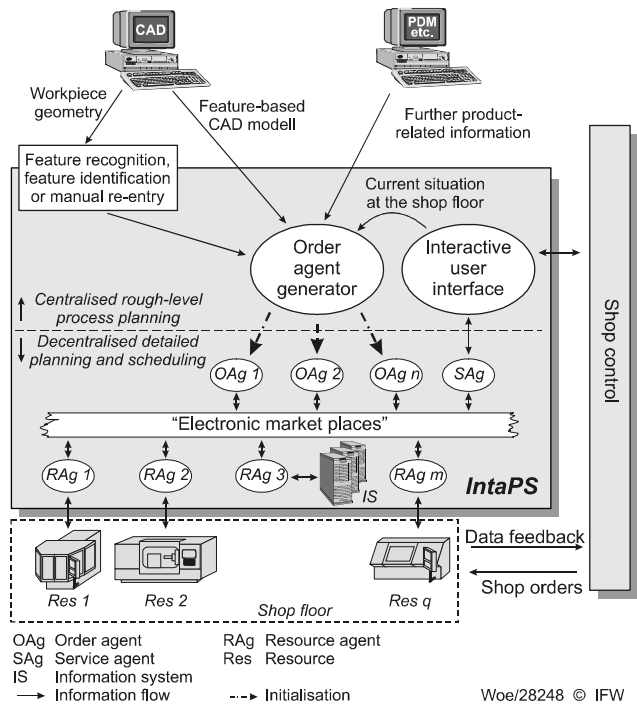 CAD
PDM
etc.
Workpiece
geometry
Feature-based
CAD modell
Further product-
related information
Feature recognition,
feature identification
or manual re-entry
Current situation
at the shop floor
Order
agent
generator
Interactive
user
interface
Shop control
Centralised rough-level
process planning
Decentralised detailed
planning and scheduling
OAg 1
OAg 2
OAg n
SAg
“Electronic market places”
RAg 1
RAg 2
RAg 3
IS
RAg m
IntaPS
Res 1
Res 2
Res q
Shop floor
Data feedback
Shop orders
OAg Order agent
RAg Resource agent
SAg Service agent
Res Resource
IS Information system
Information flow
Initialisation
Woe/28248 © IFW